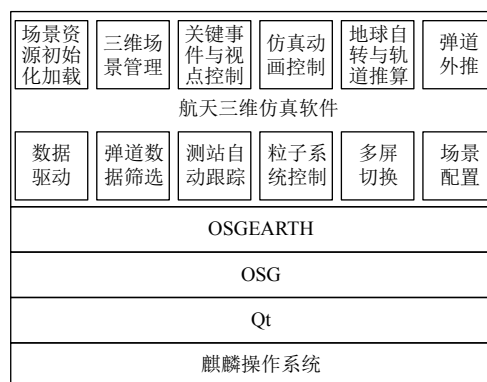 场景资
源初始
化加载
三维场
景管理
关键事
件与视
点控制
仿真动
画控制
地球自
转与轨
道推算
弹道
外推
航天三维仿真软件
数据
驱动
弹道数
据筛选
测站自
动跟踪
粒子系
统控制
多屏
切换
场景
配置
OSGEARTH
OSG
Qt
麒麟操作系统